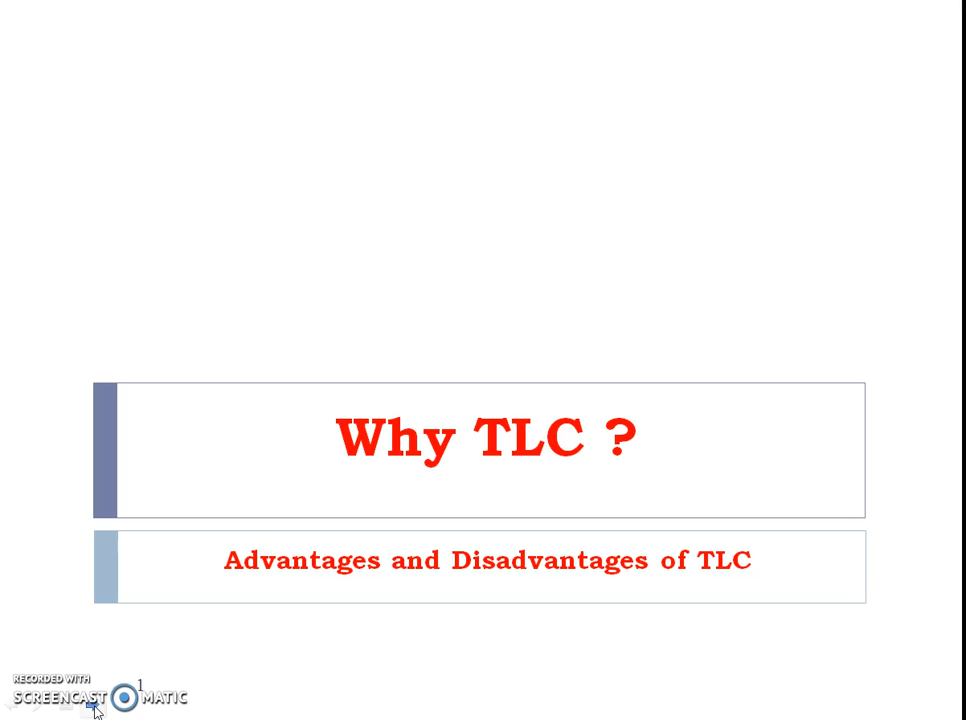 Why TLC ?
Advantages and Disadvantages of TLC
1
RECORDED WITH
SCREENCAST MATIC